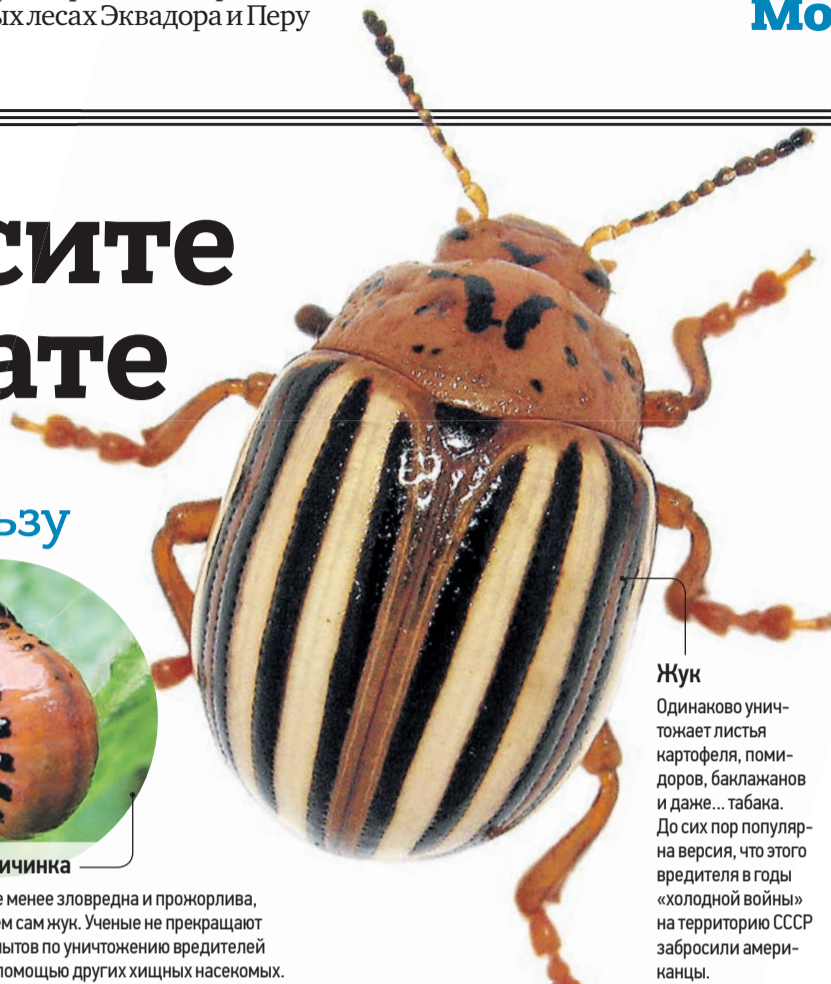 ых лесах Эквадора и Перу
Мо
сите
ате
ьзу
Жук
Одинаково унич-
тожает листья
картофеля, поми-
доров, баклажанов
и даже... табака.
До сих пор популяр-
на версия, что этого
вредителя в годы
«холодной войны»
на территорию СССР
забросили амери-
канцы.
ичинка
е менее зловредна и прожорлива,
ем сам жук. Ученые не прекращают
пытов по уничтожению вредителей
помощью других хищных насекомых.